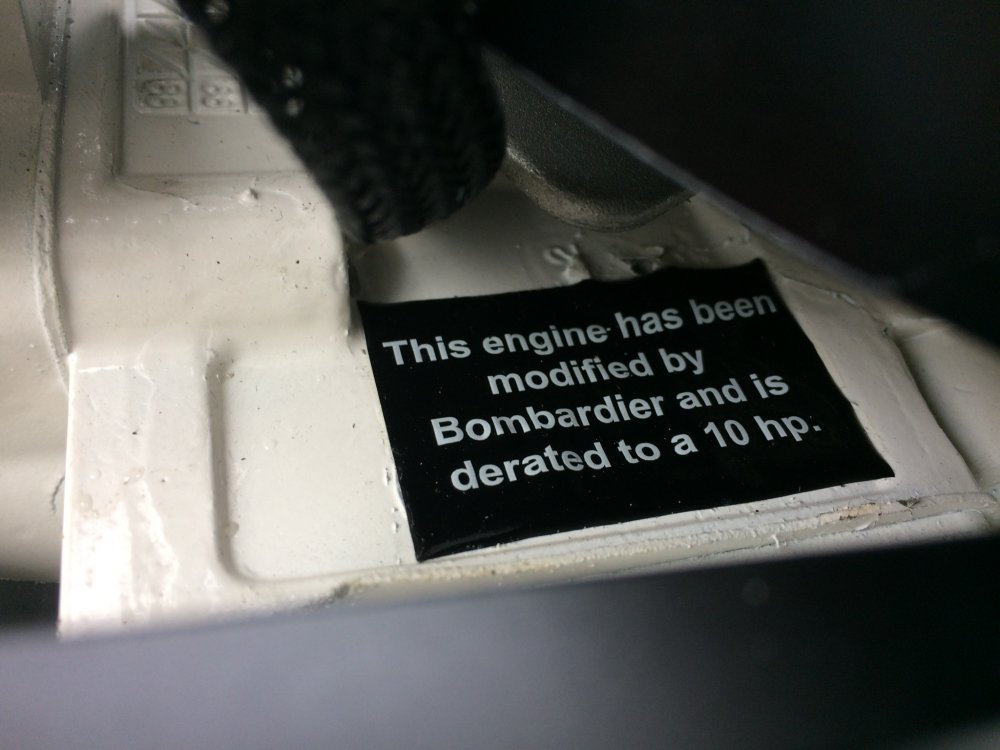 This engine has been
modified by
Bombardier and is
derated to a 10 hp.